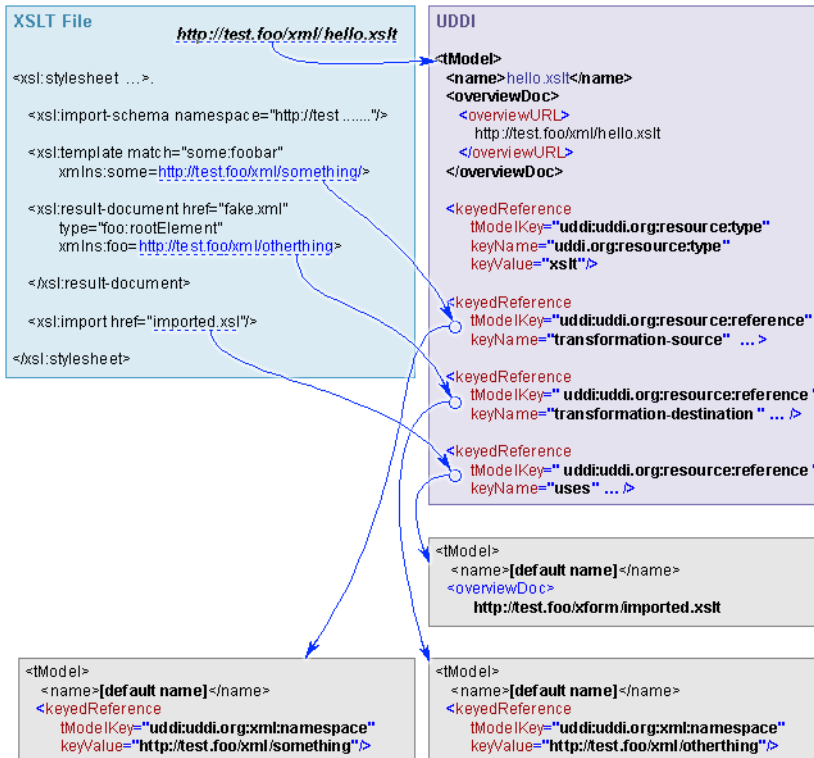 XSLT File
http://test.foo/xml/hello.xslt
<xsl:stylesheet ...>.
<xsl:import-schema namespace="http://test ......."/>
<xsl:template match="some:foobar"
xmlns:some=http://test.foo/xml/something/>
<xsl:result-document href="fake.xml"
type="foo:rootElement"
xmlns:foo=http://test.foo/xml/otherthing>
</xsl:result-document>
<xsl:import href="imported.xsl"/>
</xsl:stylesheet>
UDDI
<tModel>
<name>hello.xslt</name>
<overviewDoc>
<overviewURL>
http://test.foo/xml/hello.xslt
</overviewURL>
</overviewDoc>
<keyedReference
tModelKey="uddi:uddi.org:resource:type"
keyName="uddi.org:resource:type"
keyValue="xslt"/>
<keyedReference
tModelKey="uddi:uddi.org:resource:reference"
keyName="transformation-source" ...>
<keyedReference
tModelKey=" uddi:uddi.org:resource:reference "
keyName="transformation-destination " ... />
<keyedReference
tModelKey=" uddi:uddi.org:resource:reference "
keyName="uses" ... />
<tModel>
<name>[default name]</name>
<overviewDoc>
http://test.foo/xform/imported.xslt
<tModel>
<name>[default name]</name>
<keyedReference
tModelKey="uddi:uddi.org:xml:namespace"
keyValue="http://test.foo/xml/something"/>
<tModel>
<name>[default name]</name>
<keyedReference
tModelKey="uddi:uddi.org:xml:namespace"
keyValue="http://test.foo/xml/otherthing"/>